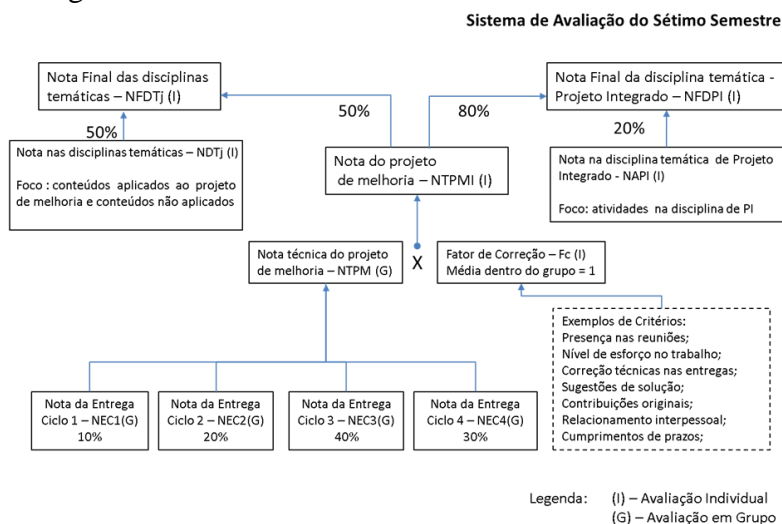 Sistema de Avaliação do Sétimo Semestre
Nota Final das disciplinas
temáticas – NFDTj (I)
Nota Final da disciplina temática -
Projeto Integrado – NFDPI (I)
50%
50%
80%
20%
Nota nas disciplinas temáticas – NDTj (I)
Foco : conteúdos aplicados ao projeto
de melhoria e conteúdos não aplicados
Nota do projeto
de melhoria – NTPMI (I)
Nota na disciplina temática de Projeto
Integrado - NAPI (I)
Foco: atividades na disciplina de PI
Nota técnica do projeto
de melhoria – NTPM (G)
X
Fator de Correção – Fc (I)
Média dentro do grupo = 1
Exemplos de Critérios:
Presença nas reuniões;
Nível de esforço no trabalho;
Correção técnicas nas entregas;
Sugestões de solução;
Contribuições originais;
Relacionamento interpessoal;
Cumprimentos de prazos;
Nota da Entrega
Ciclo 1 – NEC1(G)
10%
Nota da Entrega
Ciclo 2 – NEC2(G)
20%
Nota da Entrega
Ciclo 3 – NEC3(G)
40%
Nota da Entrega
Ciclo 4 – NEC4(G)
30%
Legenda: (I) – Avaliação Individual
(G) – Avaliação em Grupo